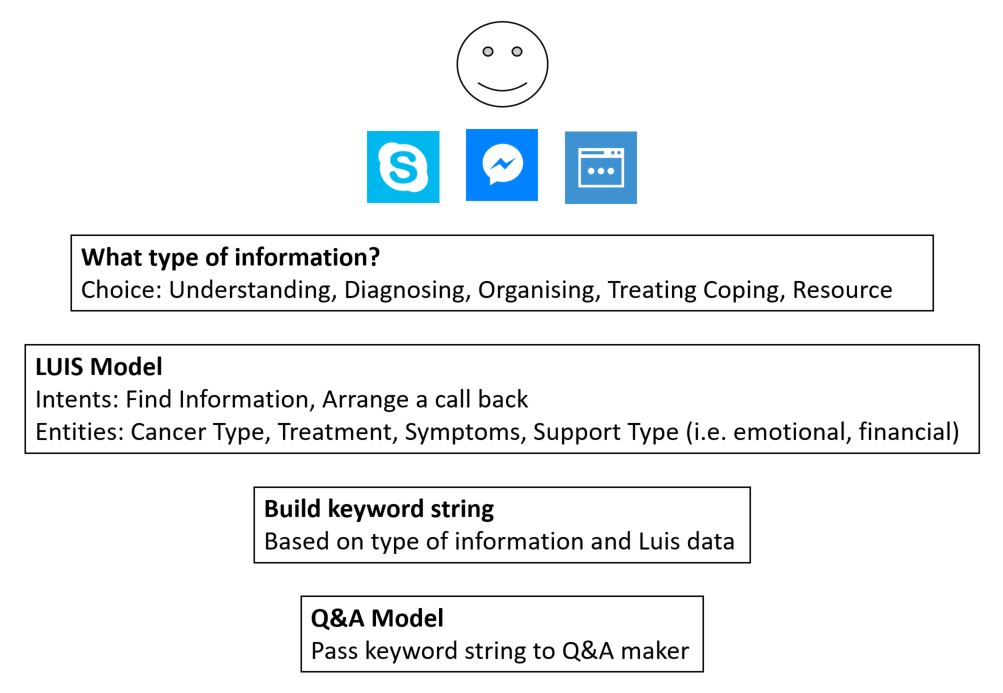 What type of information?
Choice: Understanding, Diagnosing, Organising, Treating Coping, Resource
LUIS Model
Intents: Find Information, Arrange a call back
Entities: Cancer Type, Treatment, Symptoms, Support Type (i.e. emotional, financial)
Build keyword string
Based on type of information and Luis data
Q&A Model
Pass keyword string to Q&A maker